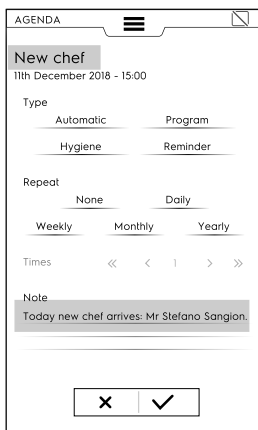 AGENDA
New chef
11th December 2018 - 15:00
Type
Automatic Program
Hygiene Reminder
Repeat
None Daily
Weekly Monthly Yearly
Times « < 1 > »
Note
Today new chef arrives: Mr Stefano Sangion.